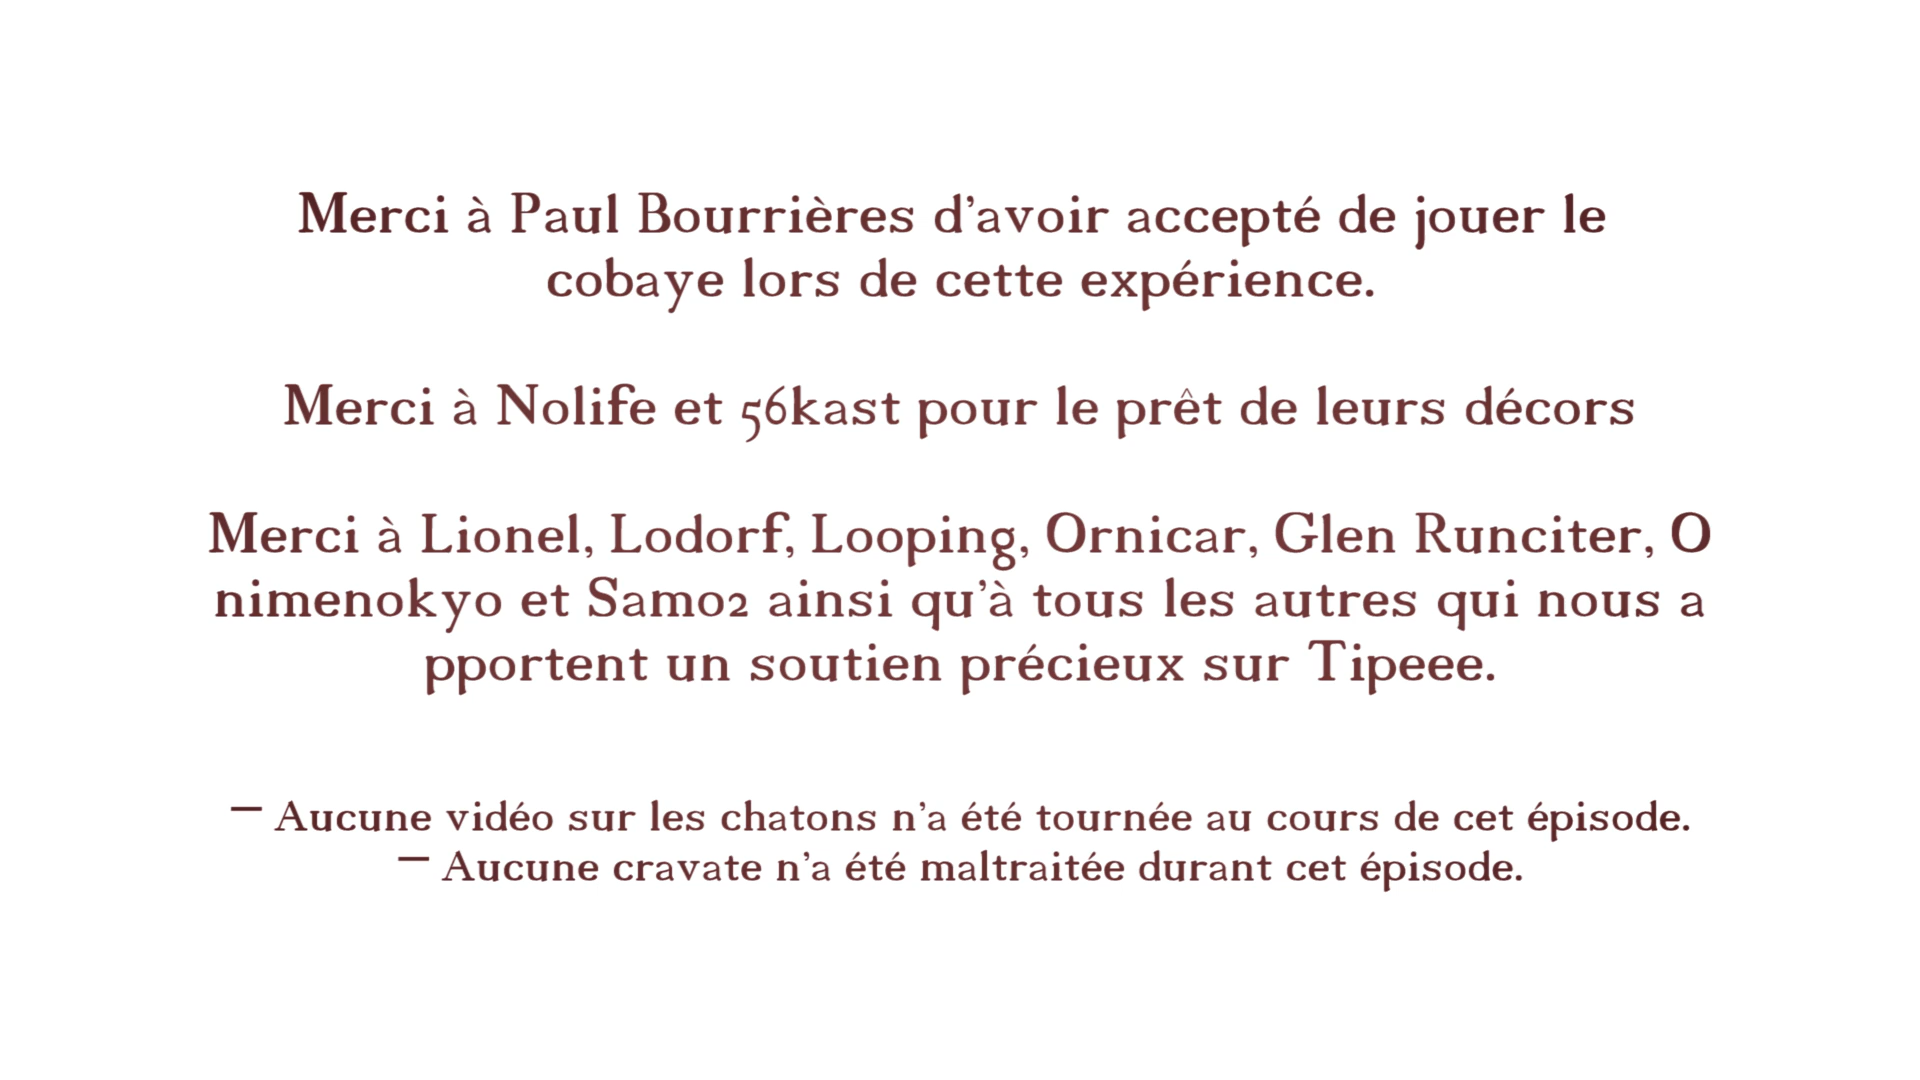 Merci à Paul Bourrières d’avoir accepté de jouer le
cobaye lors de cette expérience.
Merci à Nolife et 56kast pour le prêt de leurs décors
Merci à Lionel, Lodorf, Looping, Ornicar, Glen Runciter, O
nimenokyo et Samo2 ainsi qu’à tous les autres qui nous a
pportent un soutien précieux sur Tipeee.
– Aucune vidéo sur les chatons n’a été tournée au cours de cet épisode.
– Aucune cravate n’a été maltraitée durant cet épisode.